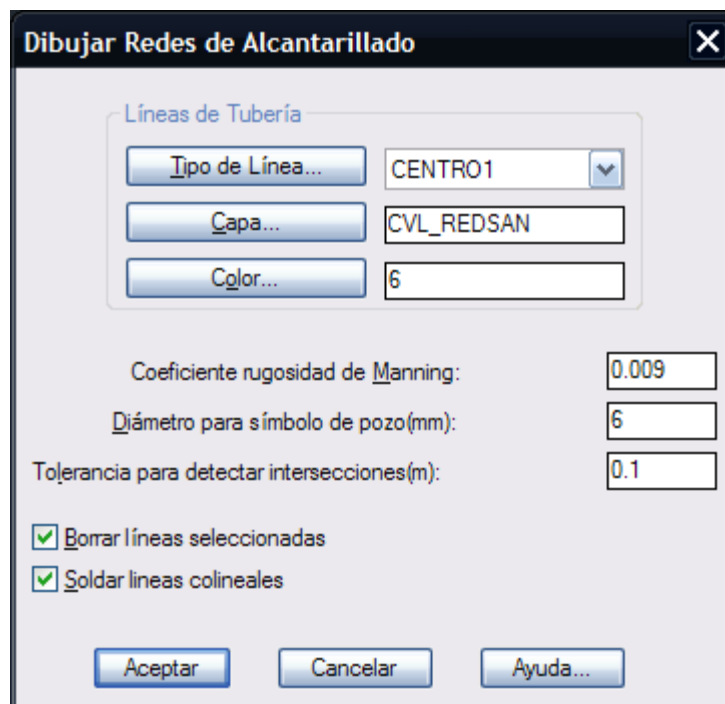 Dibujar Redes de Alcantarillado
Líneas de Tubería
Tipo de Línea... CENTRO1
Capa... CVL_REDSAN
Color... 6
Coeficiente rugosidad de Manning: 0.009
Diámetro para símbolo de pozo(mm): 6
Tolerancia para detectar intersecciones(m): 0.1
Borrar líneas seleccionadas
Soldar lineas colineales
Aceptar Cancelar Ayuda...